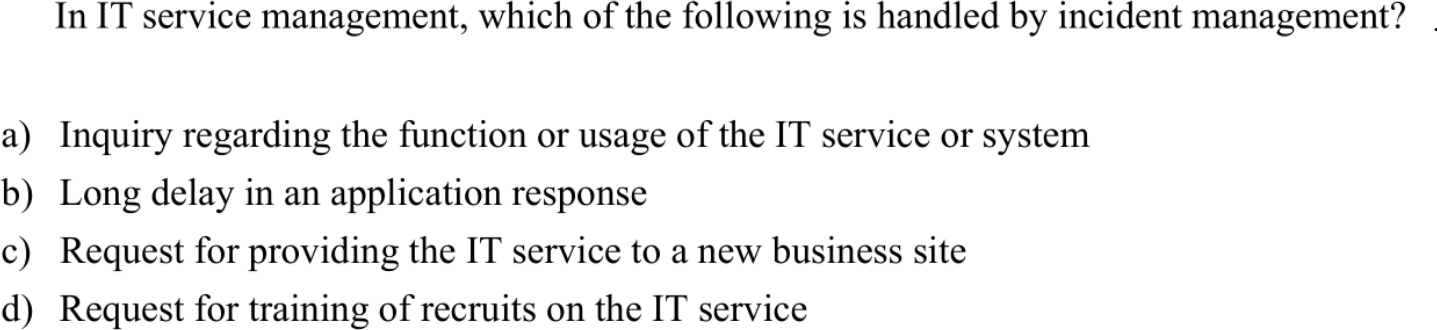 In IT service management, which of the following is handled by incident management?
a) Inquiry regarding the function or usage of the IT service or system
b) Long delay in an application response
c) Request for providing the IT service to a new business site
d) Request for training of recruits on the IT service